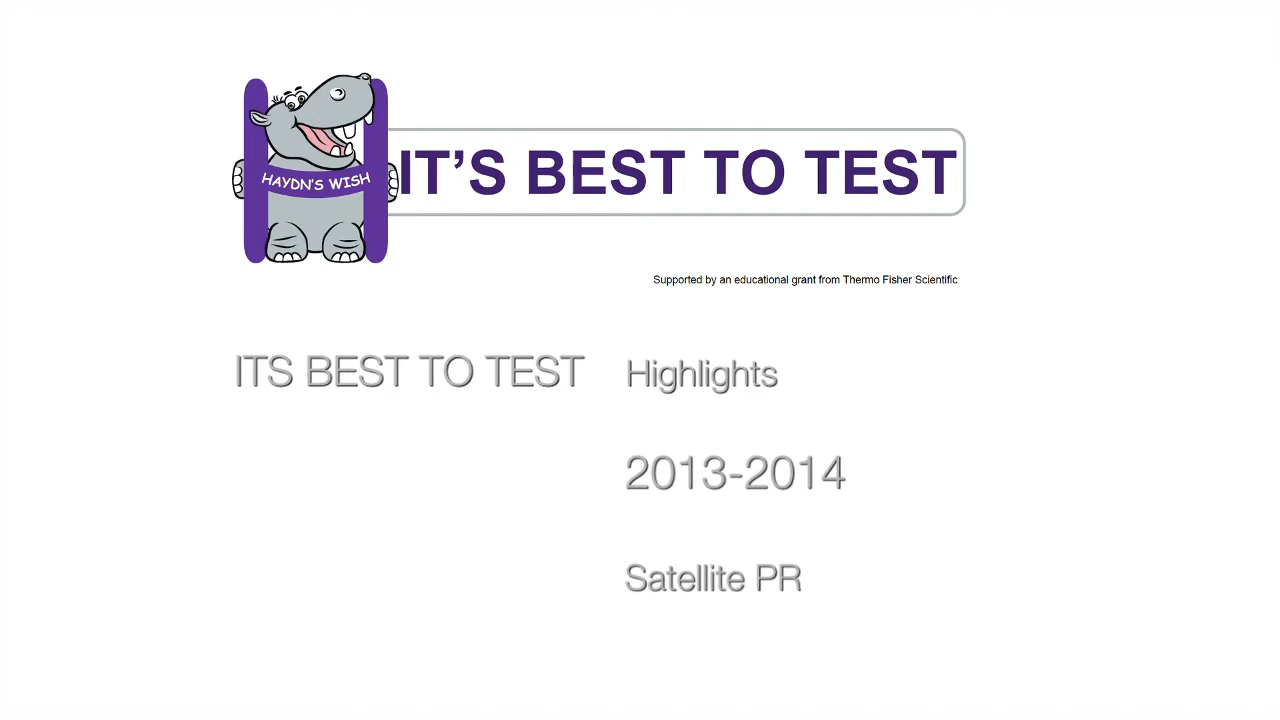 HAYDN'S WISH
IT'S BEST TO TEST
Supported by an educational grant from Thermo Fisher Scientific
ITS BEST TO TEST Highlights
2013-2014
Satellite PR